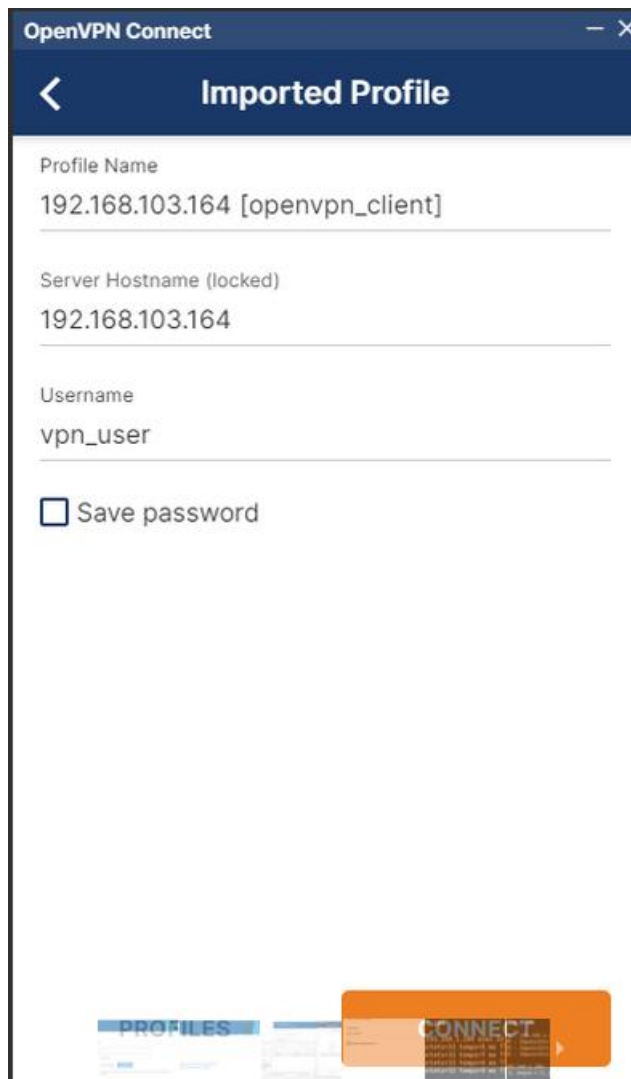 OpenVPN Connect
Imported Profile
Profile Name
192.168.103.164 [openvpn_client]
Server Hostname (locked)
192.168.103.164
Username
vpn_user
Save password
PROFILES
CONNECT